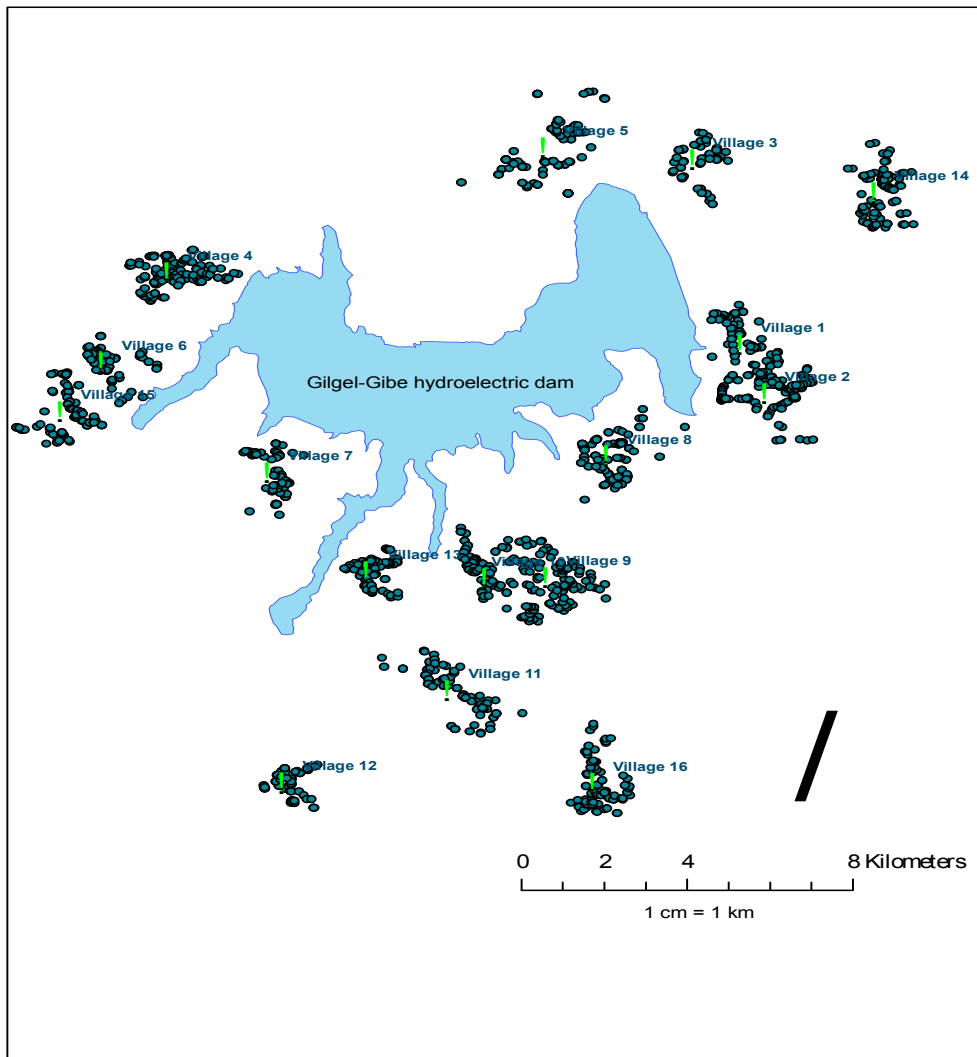 Village 5
Village 3
Village 14
Village 4
Village 1
Village 6
Village 2
Gilgel-Gibe hydroelectric dam
Village 15
Village 8
Village 7
Village 13
Village 9
Village 11
Village 12
Village 16
0 2 4 8 Kilometers
1 cm = 1 km